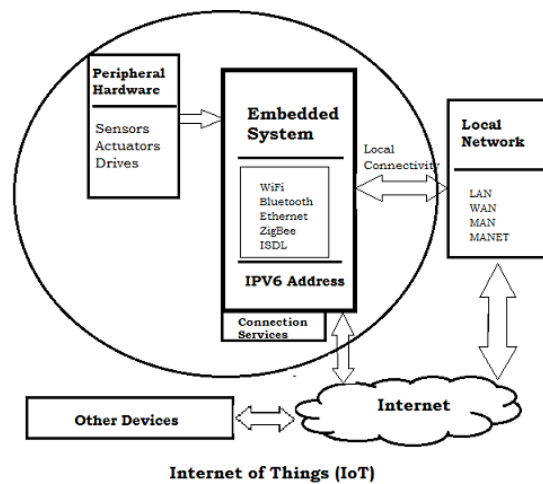 Peripheral
Hardware
Sensors
Actuators
Drives
Embedded
System
WiFi
Bluetooth
Ethernet
ZigBee
ISDL
IPV6 Address
Connection
Services
Local
Connectivity
Local
Network
LAN
WAN
MAN
MANET
Other Devices
Internet
Internet of Things (IoT)